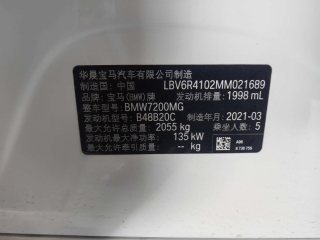 华晨宝马汽车有限公司制造
制造国：中国 LBV6R4102MM021689
品牌：宝马(BMW)牌 发动机排量：1998 mL
整车型号：BMW7200MG
发动机型号：B48B20C 制造年月：2021-03
最大允许总质量：2055 kg 乘坐人数：5
发动机最大净功率：135 kW
最大允许牵引质量：-- kg